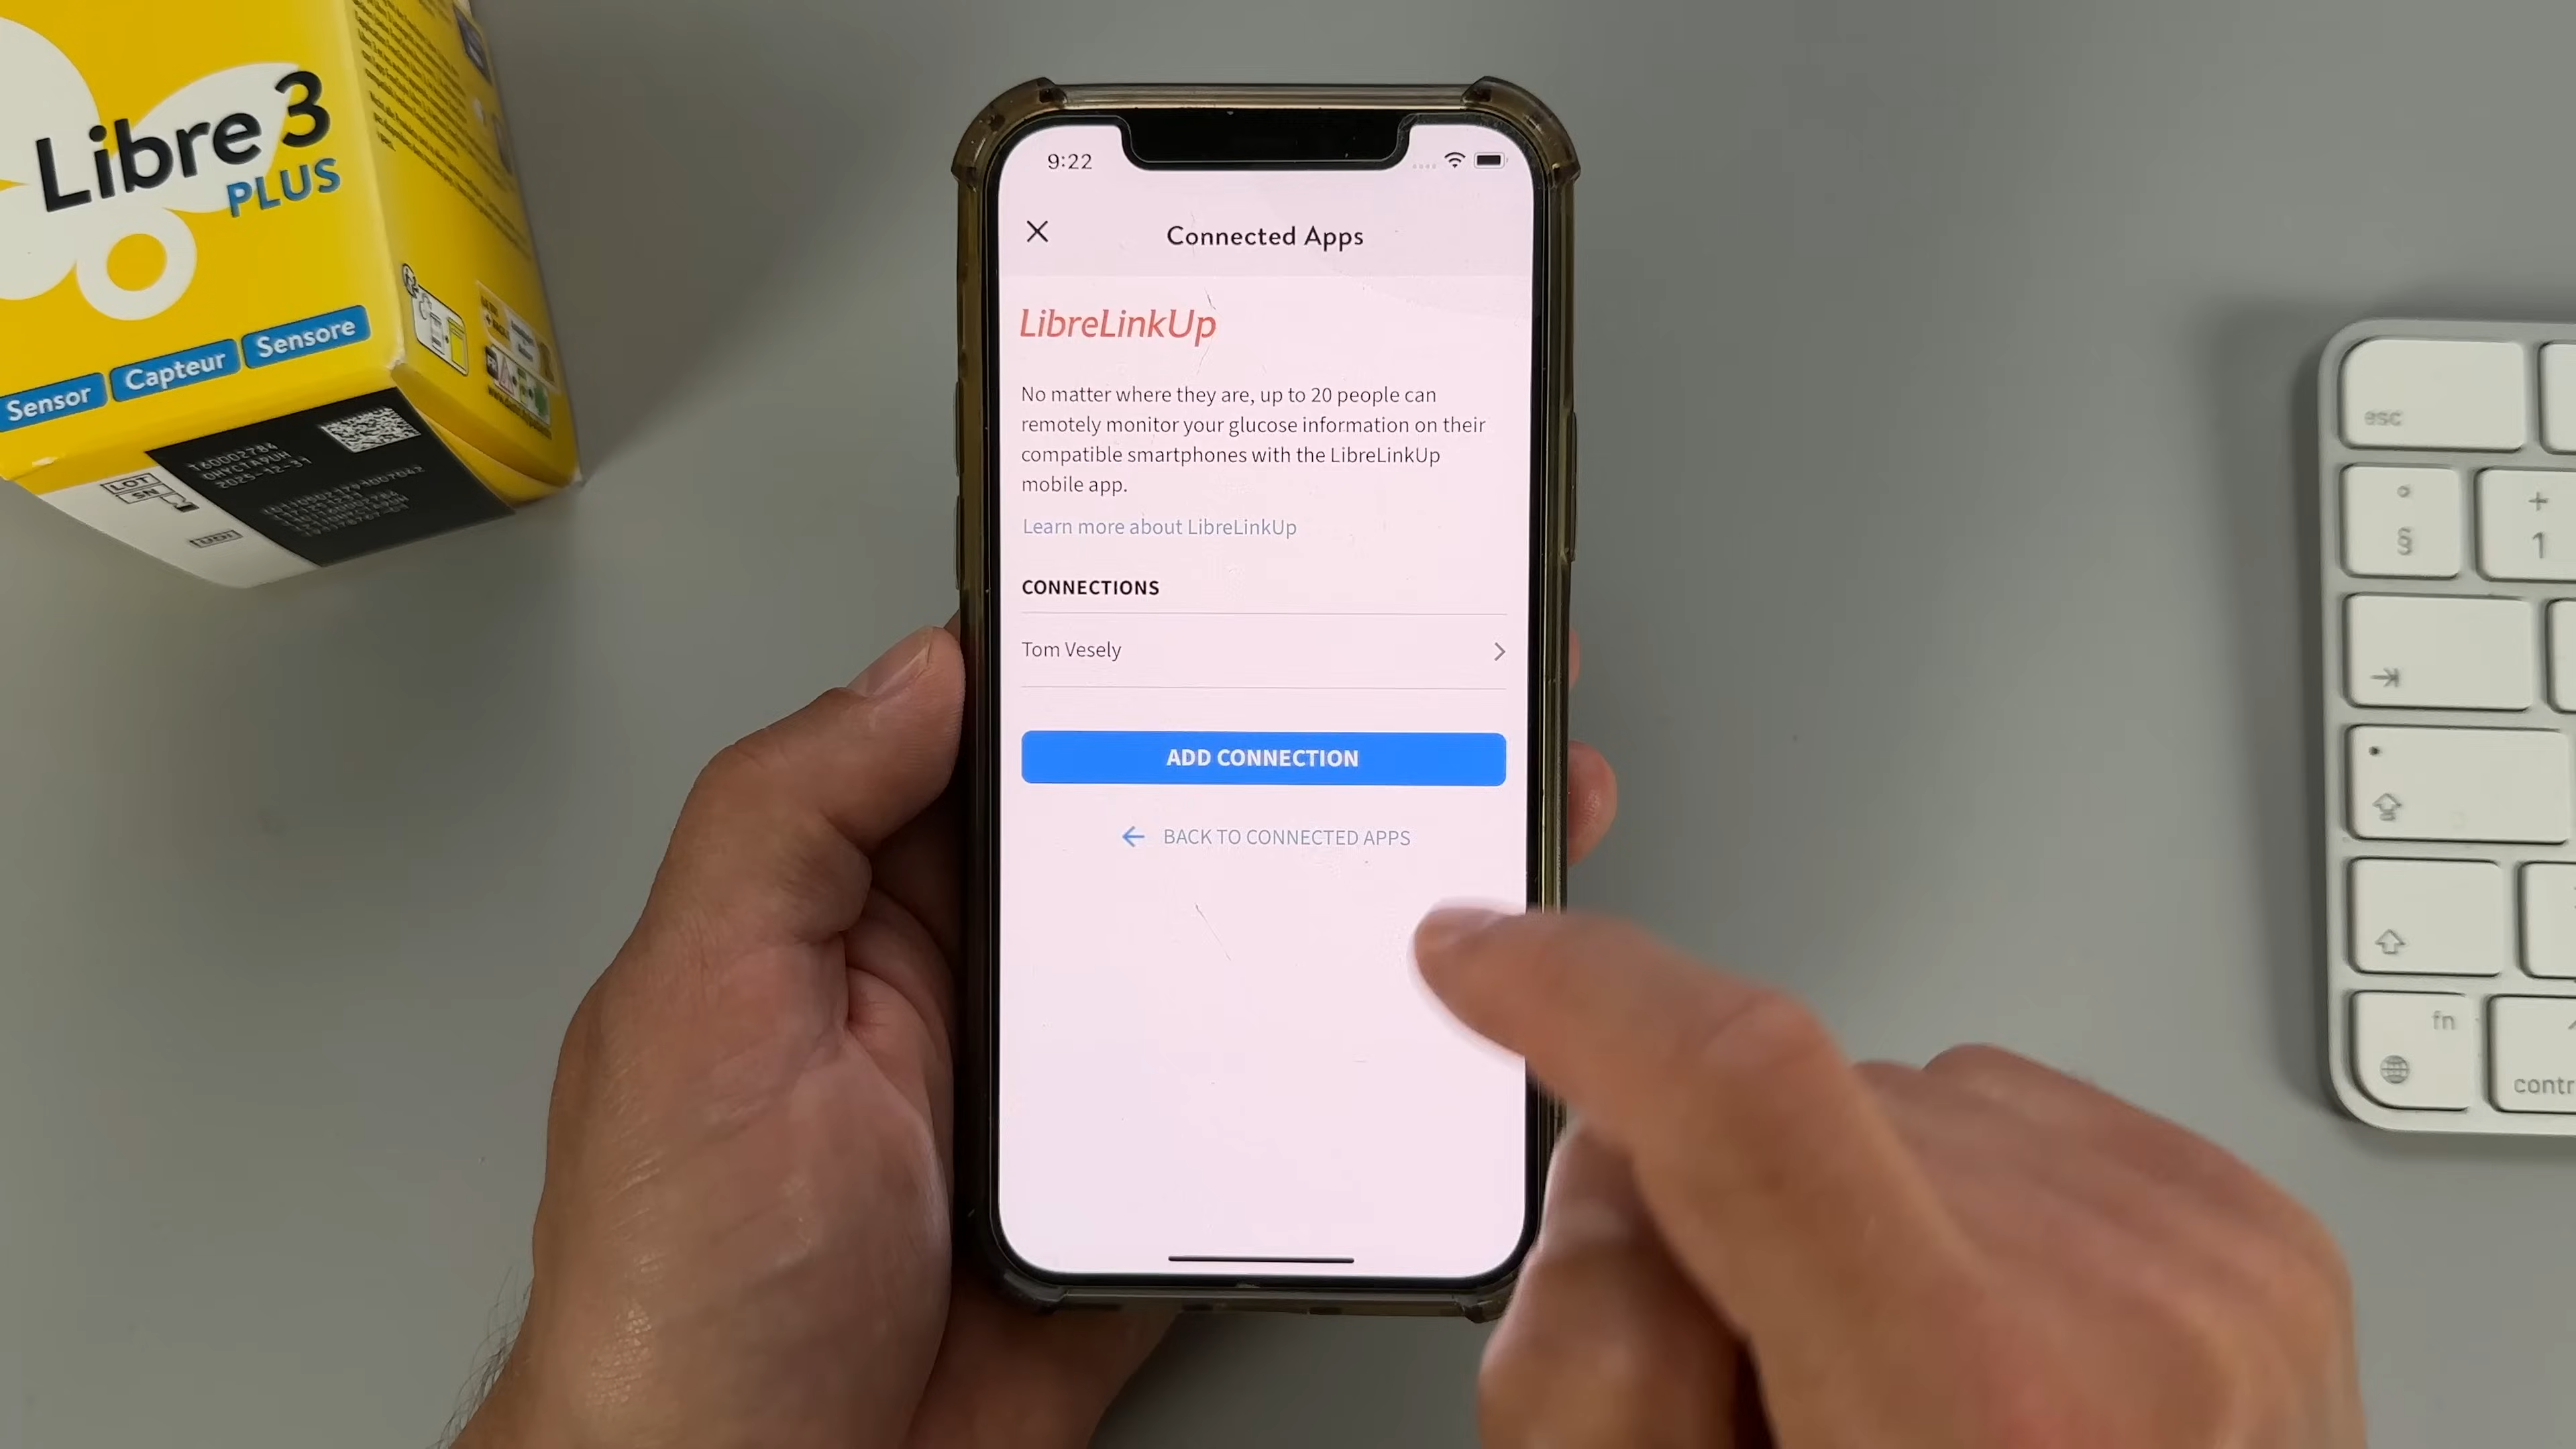 Libre 3
PLUS
Sensor
Capteur
Sensore
LOT
SN
UDI
9:22
Connected Apps
LibreLinkUp
No matter where they are, up to 20 people can
remotely monitor your glucose information on their
compatible smartphones with the LibreLinkUp
mobile app.
Learn more about LibreLinkUp
CONNECTIONS
Tom Vesely
ADD CONNECTION
BACK TO CONNECTED APPS
esc
°
§
+
1
fn
contr